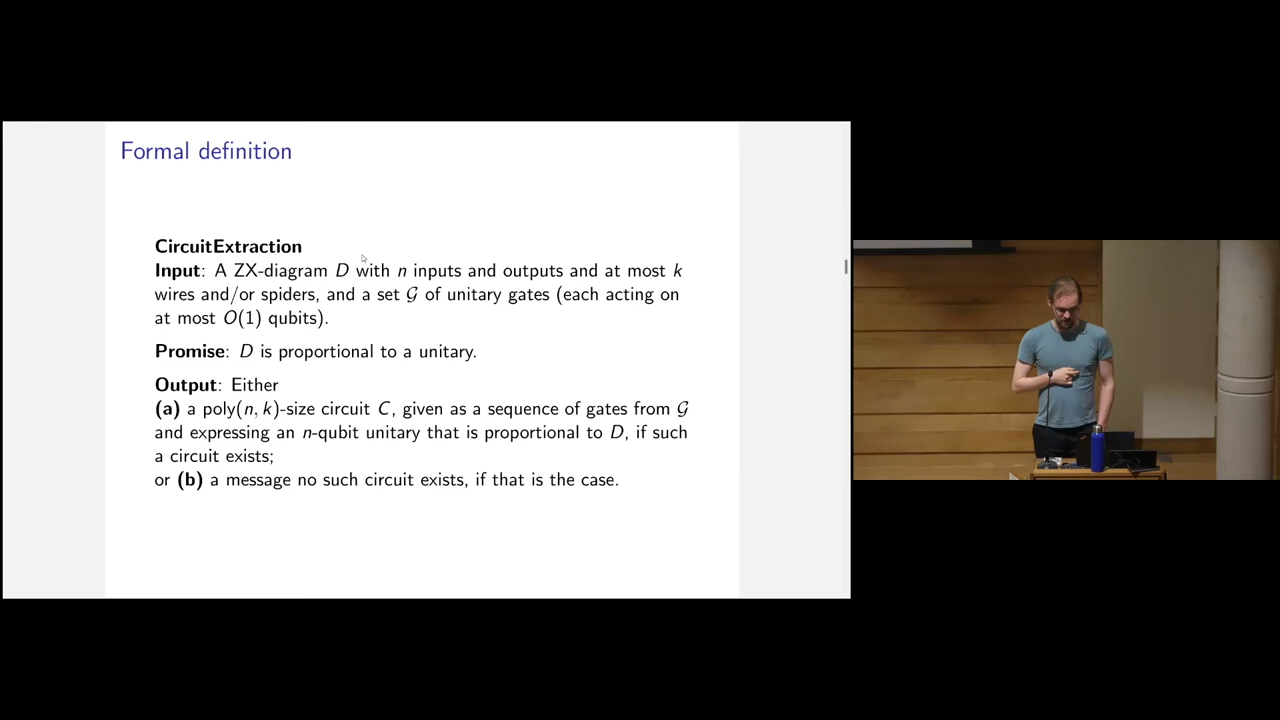 Formal definition
CircuitExtraction
Input: A ZX-diagram D with n inputs and outputs and at most k
wires and/or spiders, and a set 𝒢 of unitary gates (each acting on
at most O(1) qubits).
Promise: D is proportional to a unitary.
Output: Either
(a) a poly(n, k)-size circuit C, given as a sequence of gates from 𝒢
and expressing an n-qubit unitary that is proportional to D, if such
a circuit exists;
or (b) a message no such circuit exists, if that is the case.